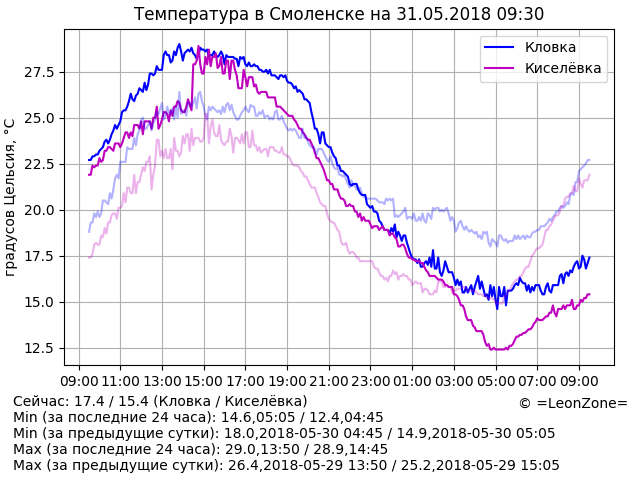 Температура в Смоленске на 31.05.2018 09:30
Кловка
Киселёвка
градусов Цельсия, °C
27.5
25.0
22.5
20.0
17.5
15.0
12.5
09:00 11:00 13:00 15:00 17:00 19:00 21:00 23:00 01:00 03:00 05:00 07:00 09:00
Сейчас: 17.4 / 15.4 (Кловка / Киселёвка)
© =LeonZone=
Min (за последние 24 часа): 14.6,05:05 / 12.4,04:45
Min (за предыдущие сутки): 18.0,2018-05-30 04:45 / 14.9,2018-05-30 05:05
Max (за последние 24 часа): 29.0,13:50 / 28.9,14:45
Max (за предыдущие сутки): 26.4,2018-05-29 13:50 / 25.2,2018-05-29 15:05